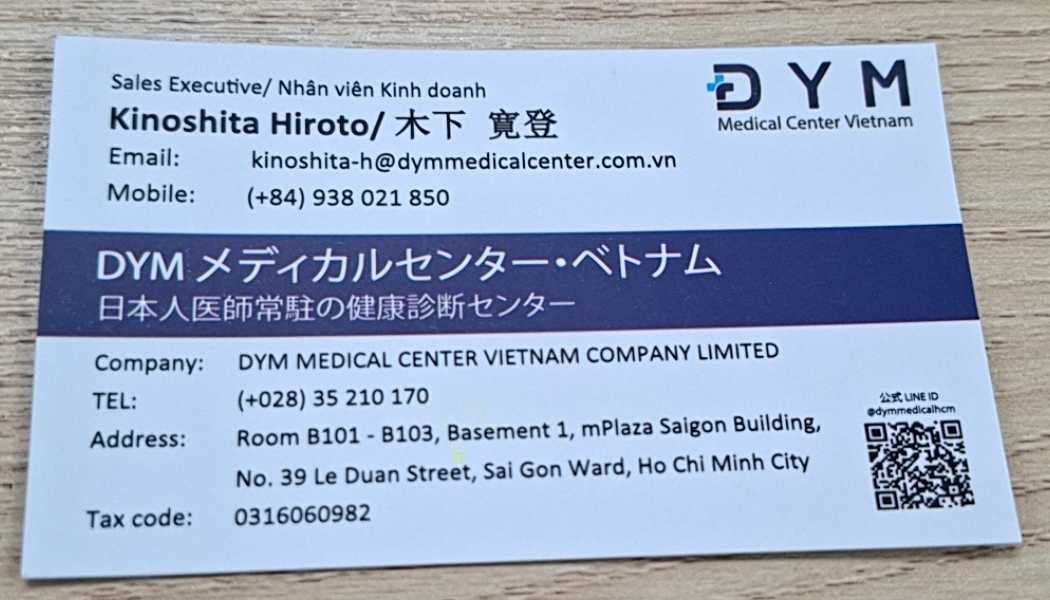 Sales Executive/ Nhân viên Kinh doanh
Kinoshita Hiroto/ 木下 寛登
Email: kinoshita-h@dymmedicalcenter.com.vn
Mobile: (+84) 938 021 850
DYM
Medical Center Vietnam
DYM メディカルセンター・ベトナム
日本人医師常駐の健康診断センター
Company: DYM MEDICAL CENTER VIETNAM COMPANY LIMITED
TEL: (+028) 35 210 170
Address: Room B101 - B103, Basement 1, mPlaza Saigon Building,
No. 39 Le Duan Street, Sai Gon Ward, Ho Chi Minh City
Tax code: 0316060982
公式 LINE ID
@dymmedicalhcm